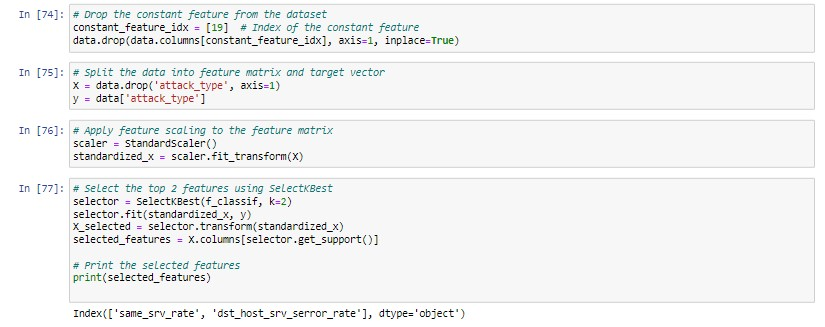 In [74]: # Drop the constant feature from the dataset
constant_feature_idx = [19]  # Index of the constant feature
data.drop(data.columns[constant_feature_idx], axis=1, inplace=True)
In [75]: # Split the data into feature matrix and target vector
X = data.drop('attack_type', axis=1)
y = data['attack_type']
In [76]: # Apply feature scaling to the feature matrix
scaler = StandardScaler()
standardized_x = scaler.fit_transform(X)
In [77]: # Select the top 2 features using SelectKBest
selector = SelectKBest(f_classif, k=2)
selector.fit(standardized_x, y)
X_selected = selector.transform(standardized_x)
selected_features = X.columns[selector.get_support()]
# Print the selected features
print(selected_features)
Index(['same_srv_rate', 'dst_host_srv_serror_rate'], dtype='object')